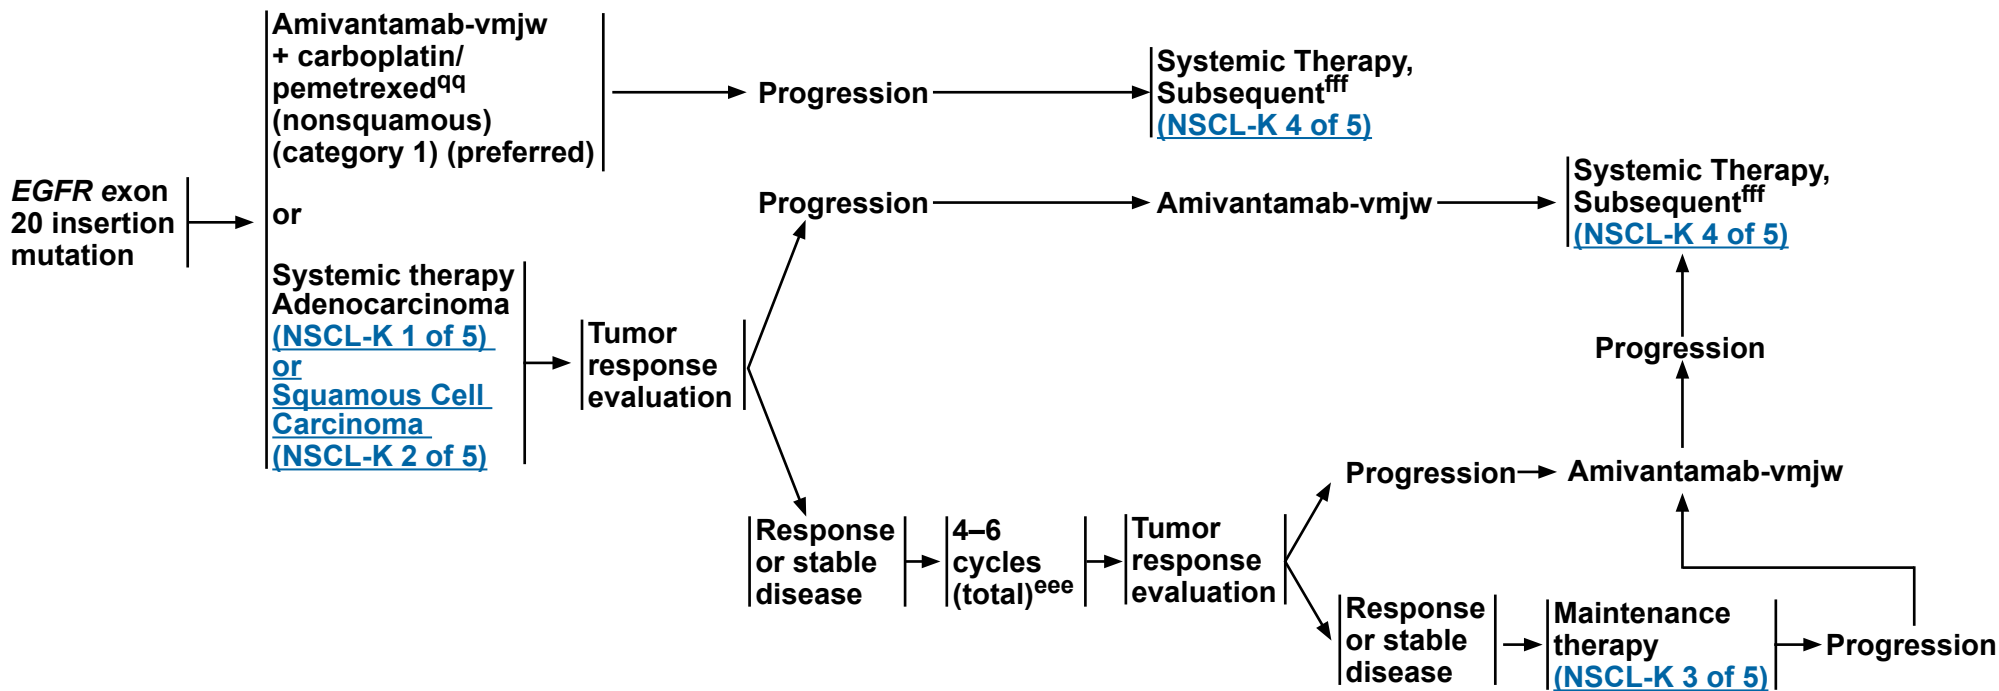 EGFR exon
20 insertion
mutation
Amivantamab-vmjw
+ carboplatin/
pemetrexedqq
(nonsquamous)
(category 1) (preferred)
or
Systemic therapy
Adenocarcinoma
(NSCL-K 1 of 5)
or
Squamous Cell
Carcinoma
(NSCL-K 2 of 5)
Progression
Systemic Therapy,
Subsequentfff
(NSCL-K 4 of 5)
Tumor
response
evaluation
Progression
Amivantamab-vmjw
Systemic Therapy,
Subsequentfff
(NSCL-K 4 of 5)
Response
or stable
disease
4–6
cycles
(total)eee
Tumor
response
evaluation
Progression
Amivantamab-vmjw
Progression
Response
or stable
disease
Maintenance
therapy
(NSCL-K 3 of 5)
Progression